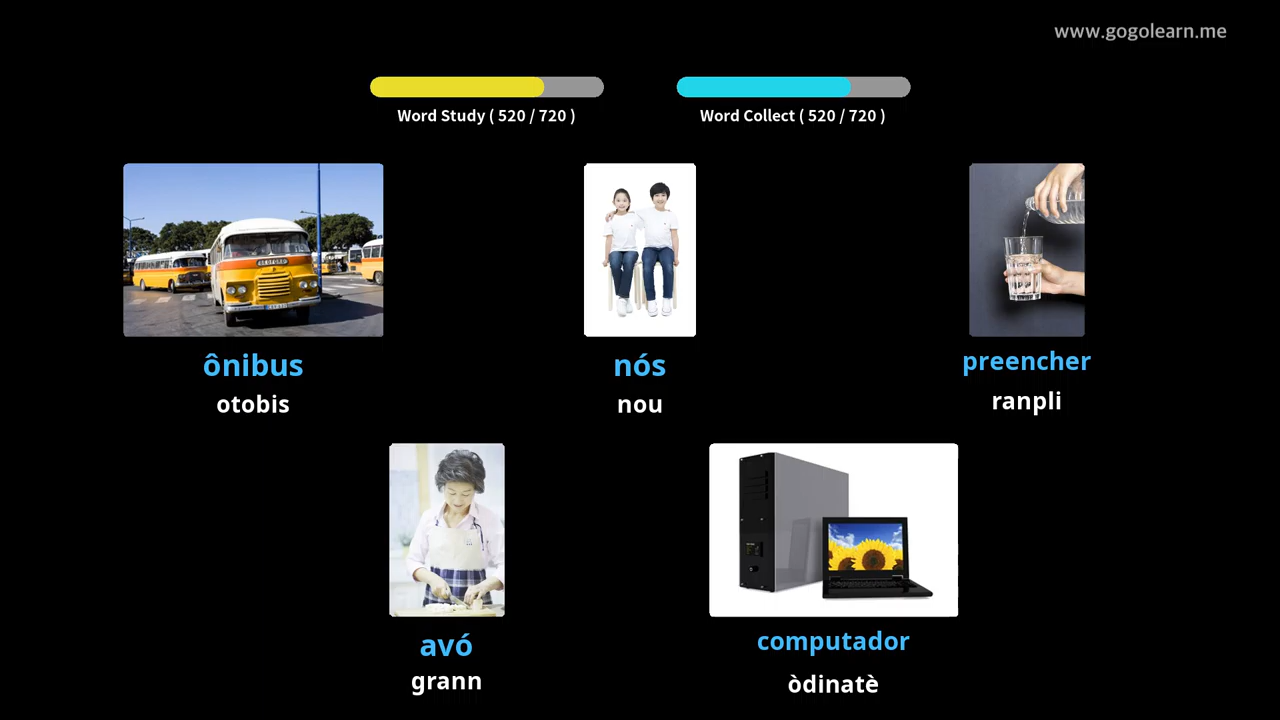 www.gogolearn.me
Word Study ( 520 / 720 )
Word Collect ( 520 / 720 )
ônibus
otobis
nós
nou
preencher
ranpli
avó
grann
computador
òdinatè